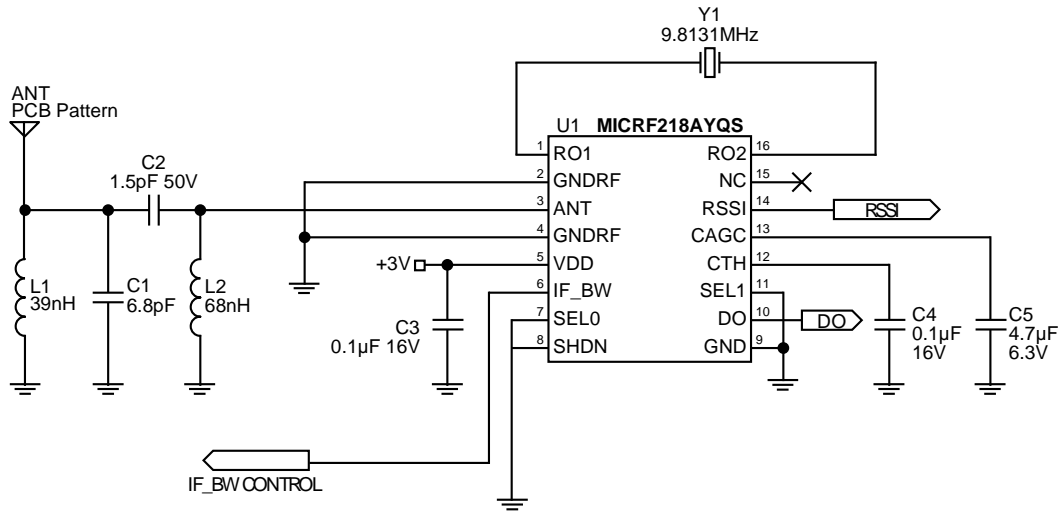 Y1
9.8131MHz
ANT
PCB Pattern
U1 MICRF218AYQS
C2
1.5pF 50V
1 RO1
RO2 16
2 GNDRF
NC 15
3 ANT
RSSI 14
RSSI
4 GNDRF
CAGC 13
+3V
5 VDD
CTH 12
6 IF_BW
SEL1 11
7 SEL0
DO 10
DO
8 SHDN
GND 9
L1
39nH
C1
6.8pF
L2
68nH
C3
0.1µF 16V
C4
0.1µF
16V
C5
4.7µF
6.3V
IF_BW CONTROL